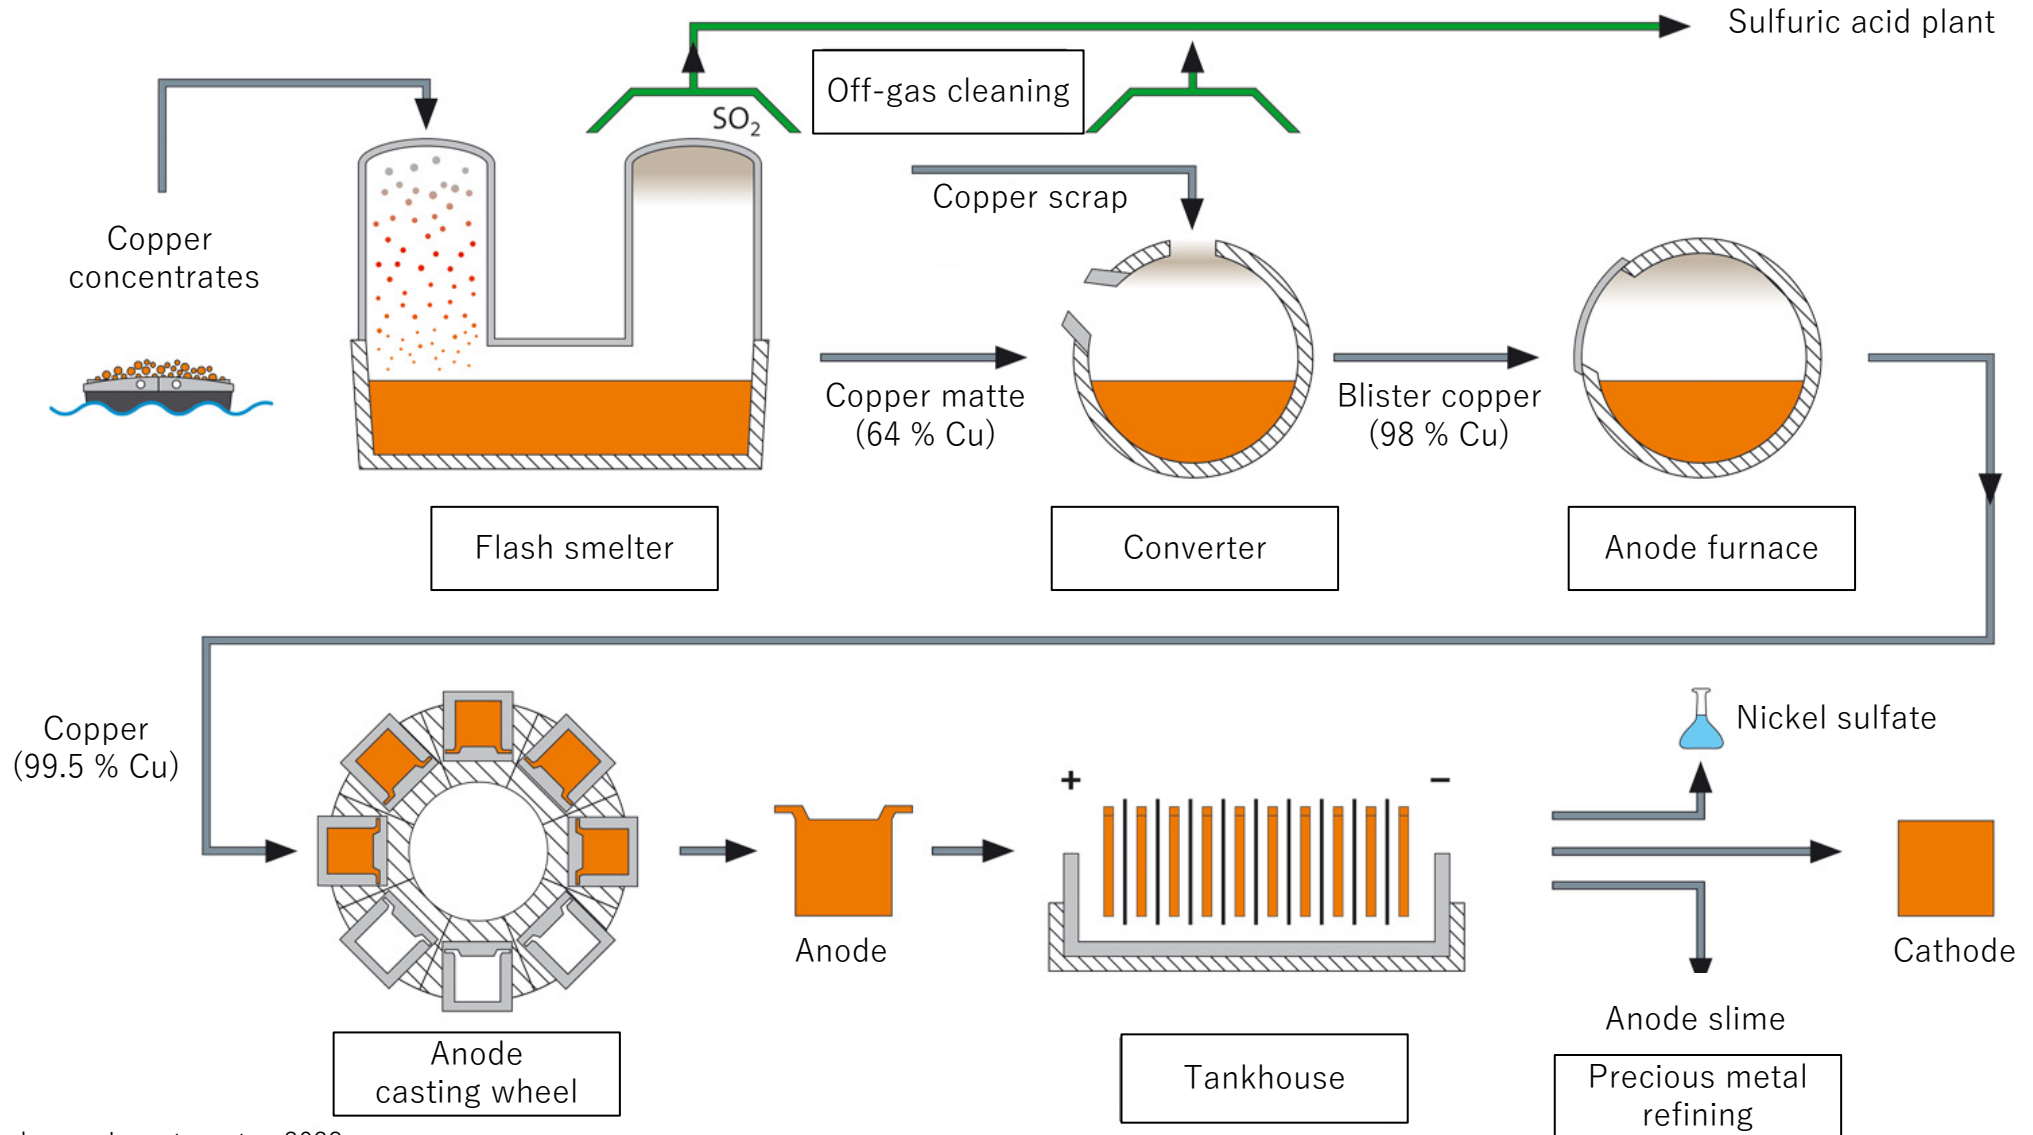 Sulfuric acid plant
Off-gas cleaning
SO₂
Copper scrap
Copper
concentrates
Copper matte
(64 % Cu)
Blister copper
(98 % Cu)
Flash smelter
Converter
Anode furnace
Copper
(99.5 % Cu)
Nickel sulfate
+
−
Anode
Cathode
Anode slime
Anode
casting wheel
Tankhouse
Precious metal
refining